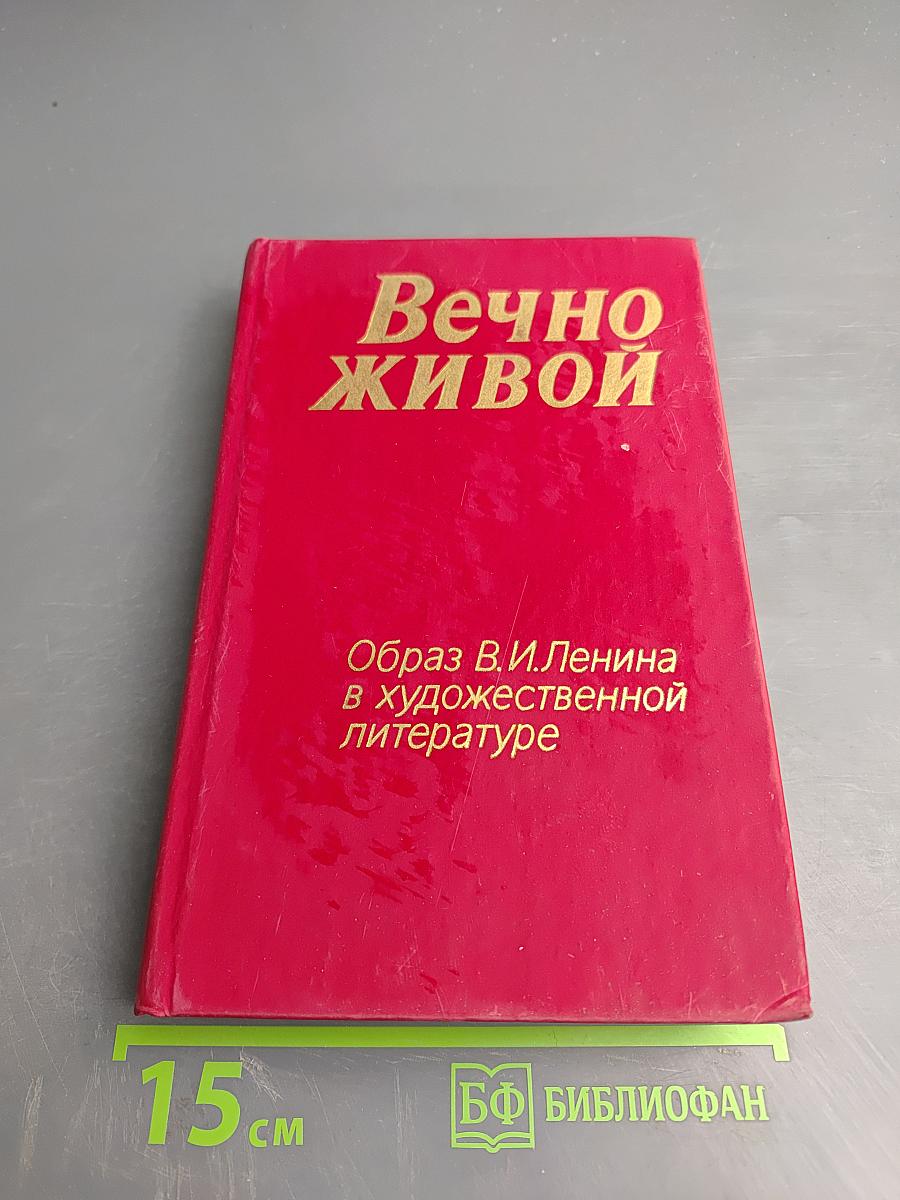 Вечно
живой
Образ В.И.Ленина
в художественной
литературе
15 см
БФ БИБЛИОФАН